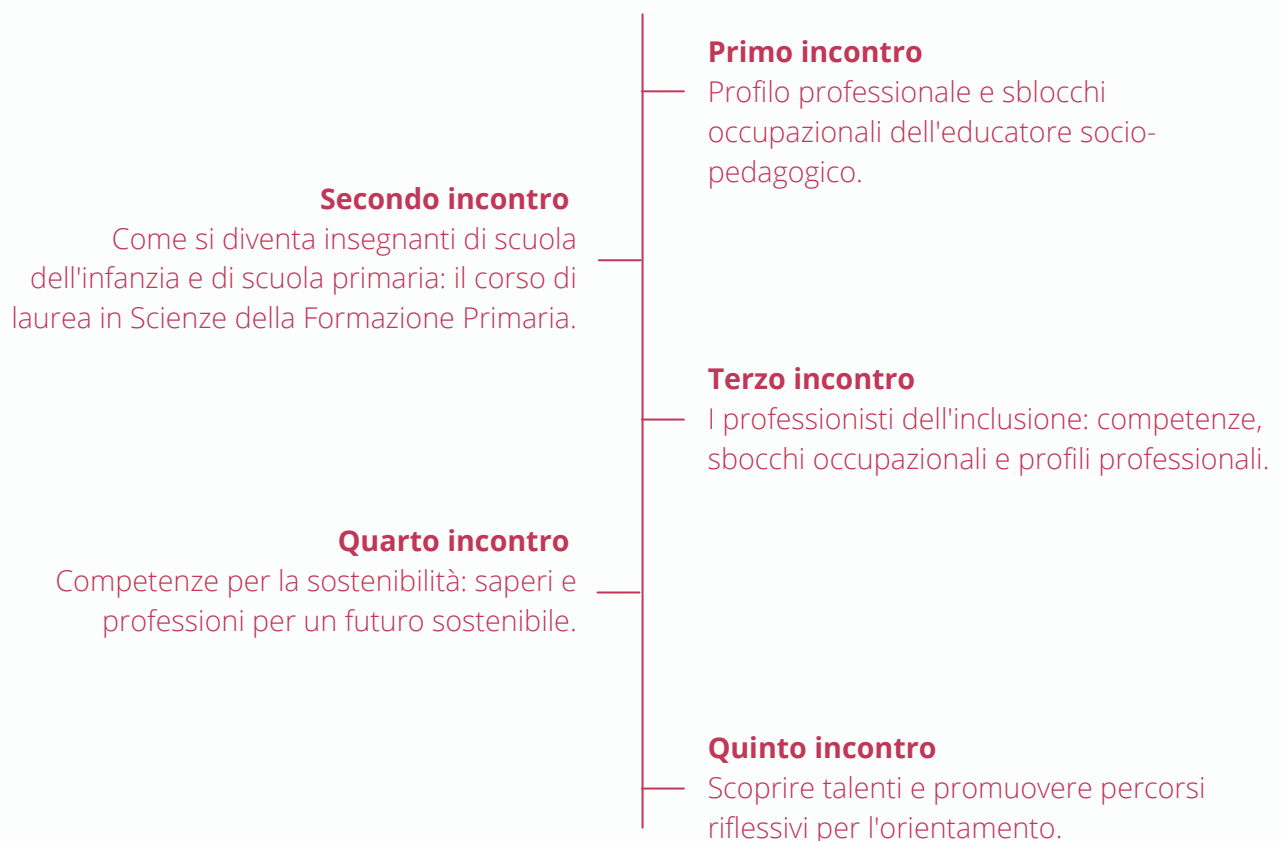 Primo incontro
Profilo professionale e sblocchi
occupazionali dell'educatore socio-
pedagogico.
Secondo incontro
Come si diventa insegnanti di scuola
dell'infanzia e di scuola primaria: il corso di
laurea in Scienze della Formazione Primaria.
Terzo incontro
I professionisti dell'inclusione: competenze,
sbocchi occupazionali e profili professionali.
Quarto incontro
Competenze per la sostenibilità: saperi e
professioni per un futuro sostenibile.
Quinto incontro
Scoprire talenti e promuovere percorsi
riflessivi per l'orientamento.